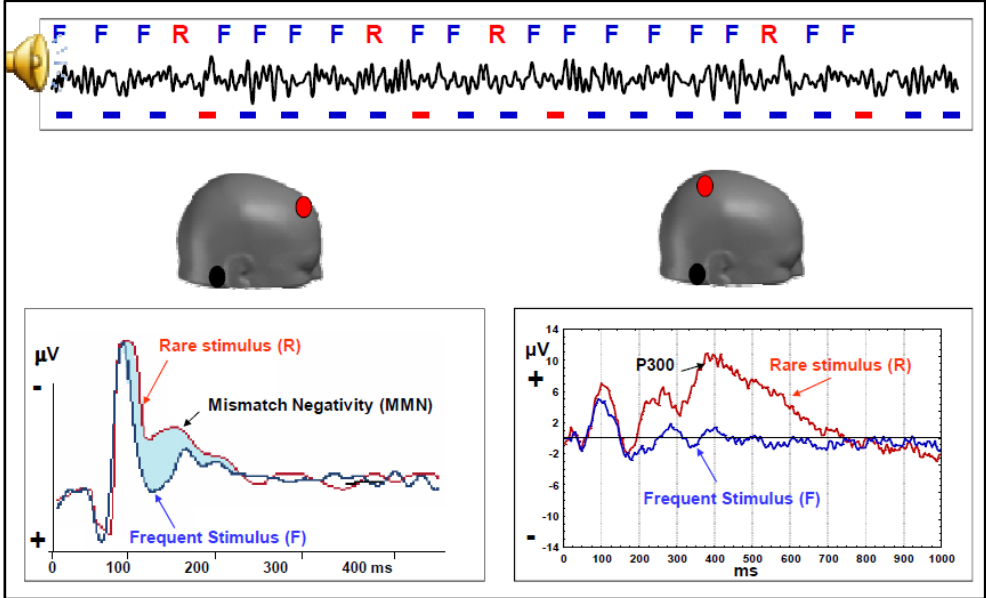 F F F R F F F F R F F R F F F F F F R F F
µV
-
+
Rare stimulus (R)
Mismatch Negativity (MMN)
Frequent Stimulus (F)
0 100 200 300 400 ms
µV
+
-
14
10
6
2
-2
-6
-10
-14
P300
Rare stimulus (R)
Frequent Stimulus (F)
0 100 200 300 400 500 600 700 800 900 1000
ms